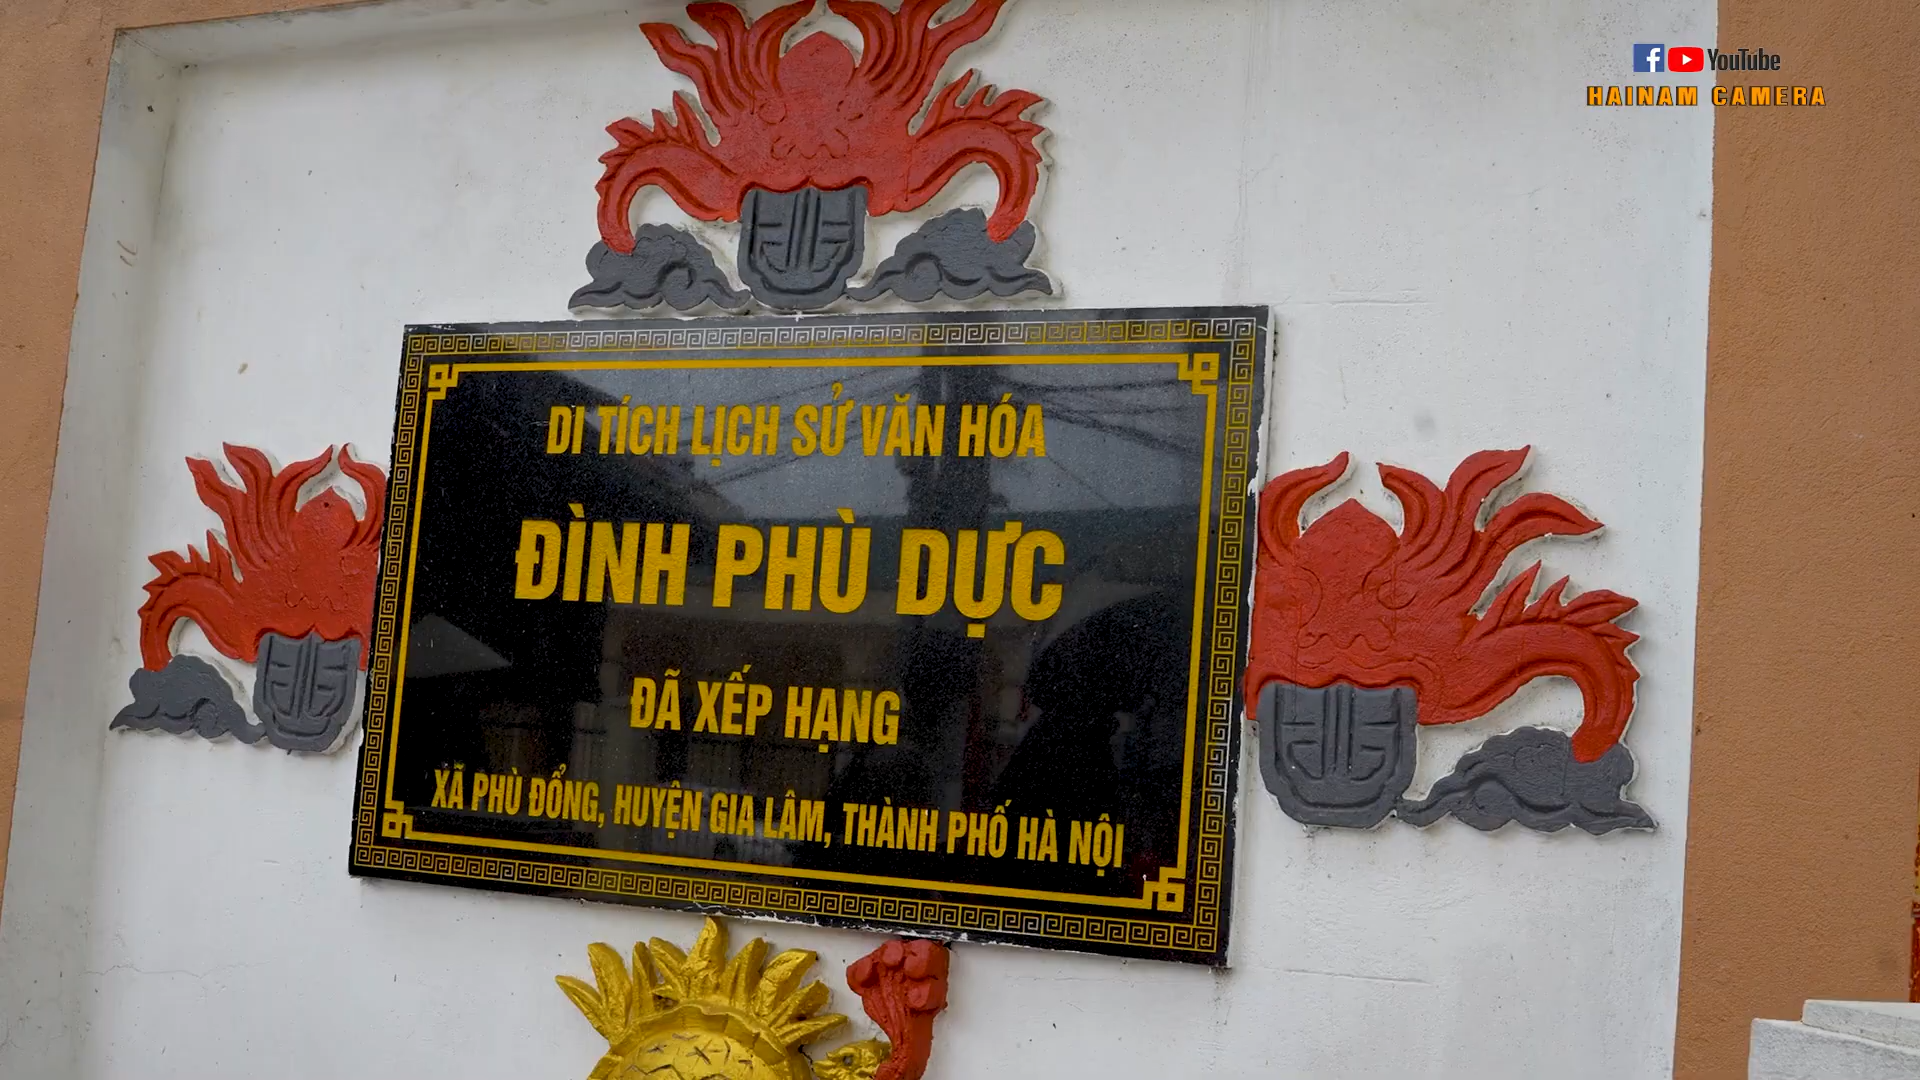 f YouTube
HAINAM CAMERA
DI TÍCH LỊCH SỬ VĂN HÓA
ĐÌNH PHÙ DỰC
ĐÃ XẾP HẠNG
XÃ PHÙ ĐỔNG, HUYỆN GIA LÂM, THÀNH PHỐ HÀ NỘI